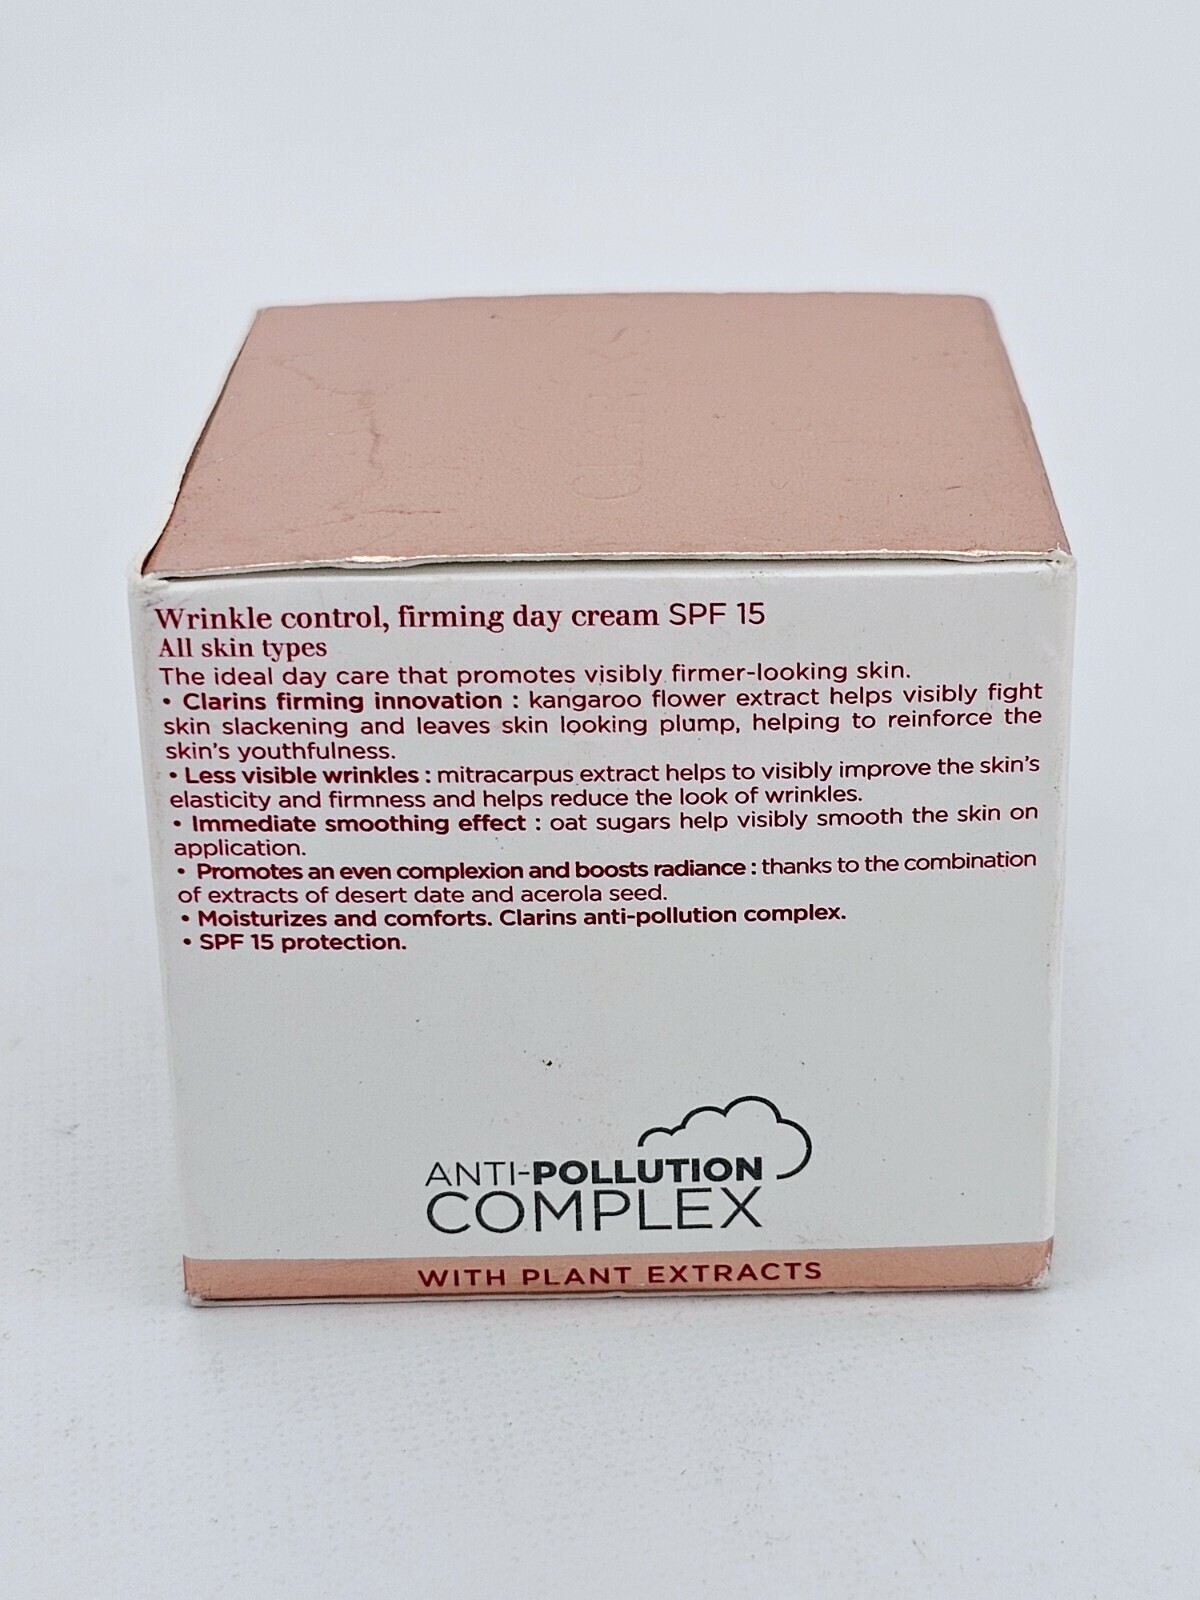 CLARINS
Wrinkle control, firming day cream SPF 15
All skin types
The ideal day care that promotes visibly firmer-looking skin.
• Clarins firming innovation : kangaroo flower extract helps visibly fight
skin slackening and leaves skin looking plump, helping to reinforce the
skin's youthfulness.
• Less visible wrinkles : mitracarpus extract helps to visibly improve the skin's
elasticity and firmness and helps reduce the look of wrinkles.
• Immediate smoothing effect : oat sugars help visibly smooth the skin on
application.
• Promotes an even complexion and boosts radiance : thanks to the combination
of extracts of desert date and acerola seed.
• Moisturizes and comforts. Clarins anti-pollution complex.
• SPF 15 protection.
ANTI-POLLUTION
COMPLEX
WITH PLANT EXTRACTS